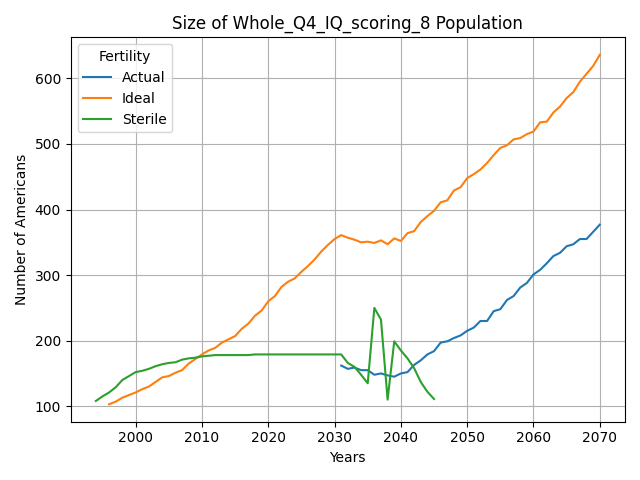 Size of Whole_Q4_IQ_scoring_8 Population
Fertility
Actual
Ideal
Sterile
Number of Americans
600
500
400
300
200
100
2000
2010
2020
2030
2040
2050
2060
2070
Years